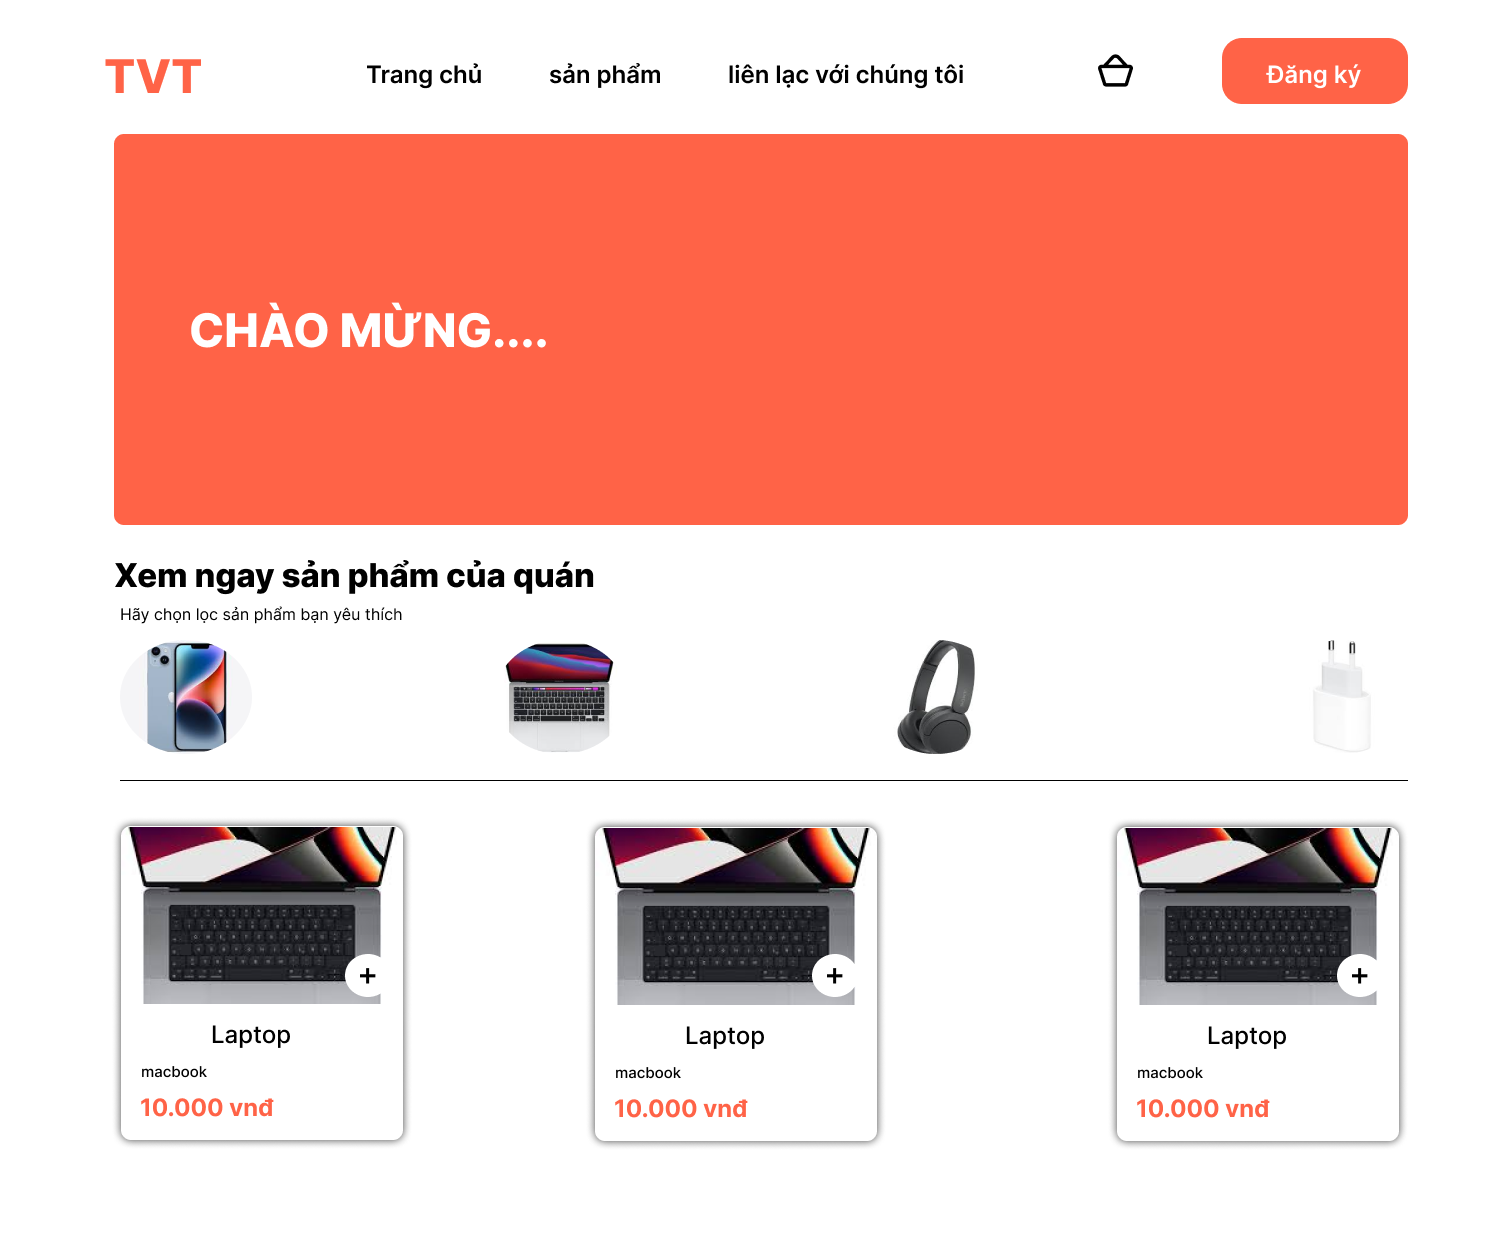 TVT
Trang chủ
sản phẩm
liên lạc với chúng tôi
Đăng ký
CHÀO MỪNG....
Xem ngay sản phẩm của quán
Hãy chọn lọc sản phẩm bạn yêu thích
+
Laptop
macbook
10.000 vnđ
+
Laptop
macbook
10.000 vnđ
+
Laptop
macbook
10.000 vnđ